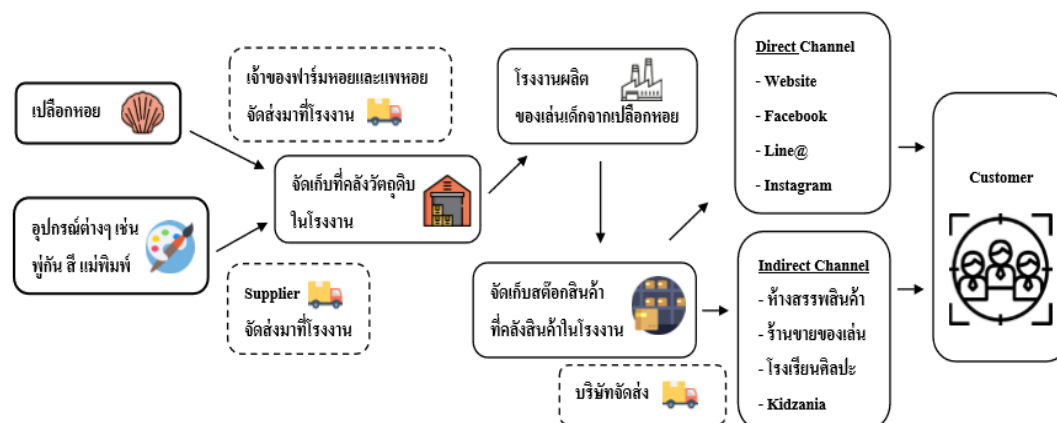 เปลือกหอย
อุปกรณ์ต่างๆ เช่น
พู่กัน สี แม่พิมพ์
เจ้าของฟาร์มหอยและแพหอย
จัดส่งมาที่โรงงาน
จัดเก็บที่คลังวัตถุดิบ
ในโรงงาน
Supplier
จัดส่งมาที่โรงงาน
โรงงานผลิต
ของเล่นเด็กจากเปลือกหอย
จัดเก็บสต๊อกสินค้า
ที่คลังสินค้าในโรงงาน
บริษัทจัดส่ง
Direct Channel
- Website
- Facebook
- Line@
- Instagram
Indirect Channel
- ห้างสรรพสินค้า
- ร้านขายของเล่น
- โรงเรียนศิลปะ
- Kidzania
Customer